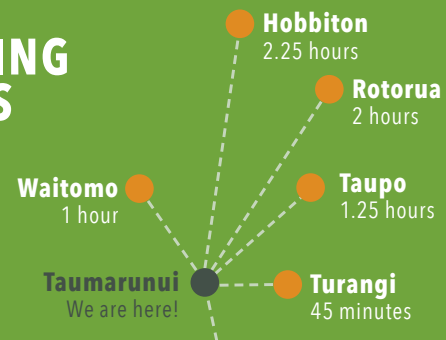 ING
S
Hobbiton
2.25 hours
Rotorua
2 hours
Waitomo
1 hour
Taupo
1.25 hours
Taumarunui
We are here!
Turangi
45 minutes